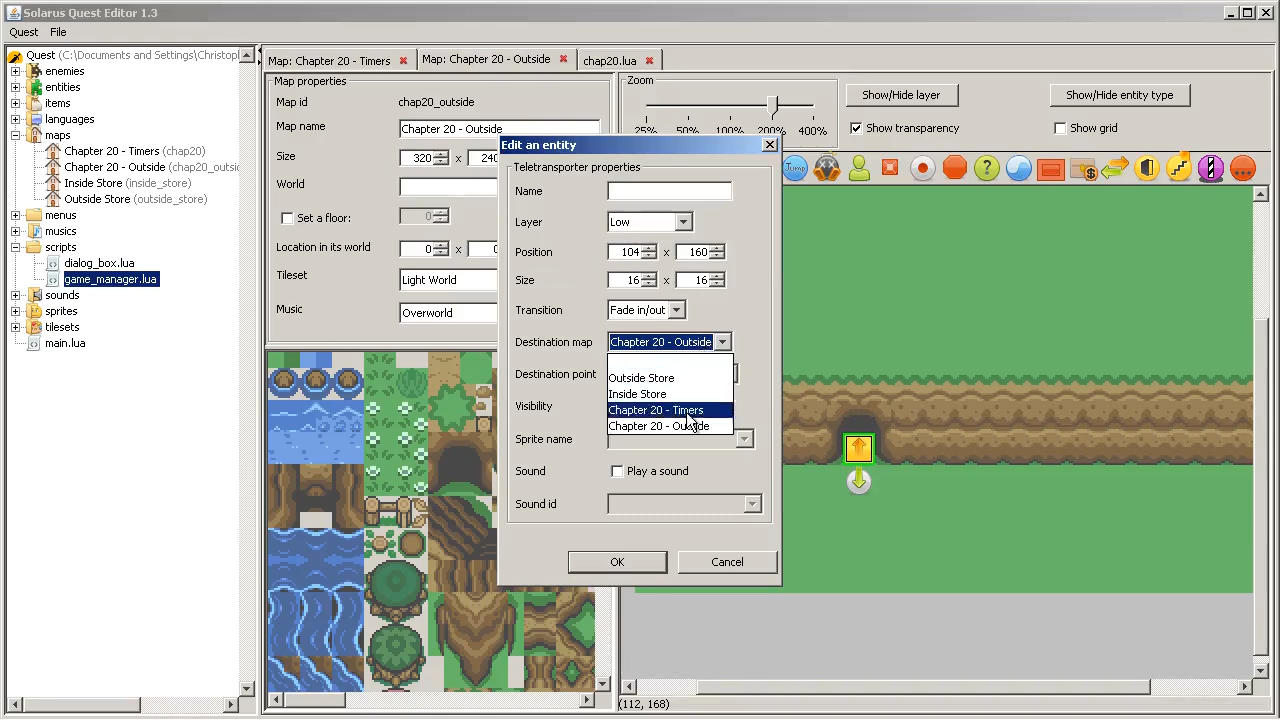 Solarus Quest Editor 1.3
Quest File
Quest (C:\Documents and Settings\Christop
enemies
entities
items
languages
maps
Chapter 20 - Timers (chap20)
Chapter 20 - Outside (chap20_outsid
Inside Store (inside_store)
Outside Store (outside_store)
menus
musics
scripts
dialog_box.lua
game_manager.lua
sounds
sprites
tilesets
main.lua
Map: Chapter 20 - Timers
Map: Chapter 20 - Outside
chap20.lua
Map properties
Map id chap20_outside
Map name Chapter 20 - Outside
Size 320 x 240
World
Set a floor: 0
Location in its world 0 x 0
Tileset Light World
Music Overworld
Zoom
25% 50% 100% 200% 400%
Show/Hide layer
Show/Hide entity type
Show transparency
Show grid
Jump
Edit an entity
Teletransporter properties
Name
Layer Low
Position 104 x 160
Size 16 x 16
Transition Fade in/out
Destination map Chapter 20 - Outside
Outside Store
Inside Store
Chapter 20 - Timers
Chapter 20 - Outside
Destination point
Visibility
Sprite name
Sound Play a sound
Sound id
OK Cancel
(112, 168)